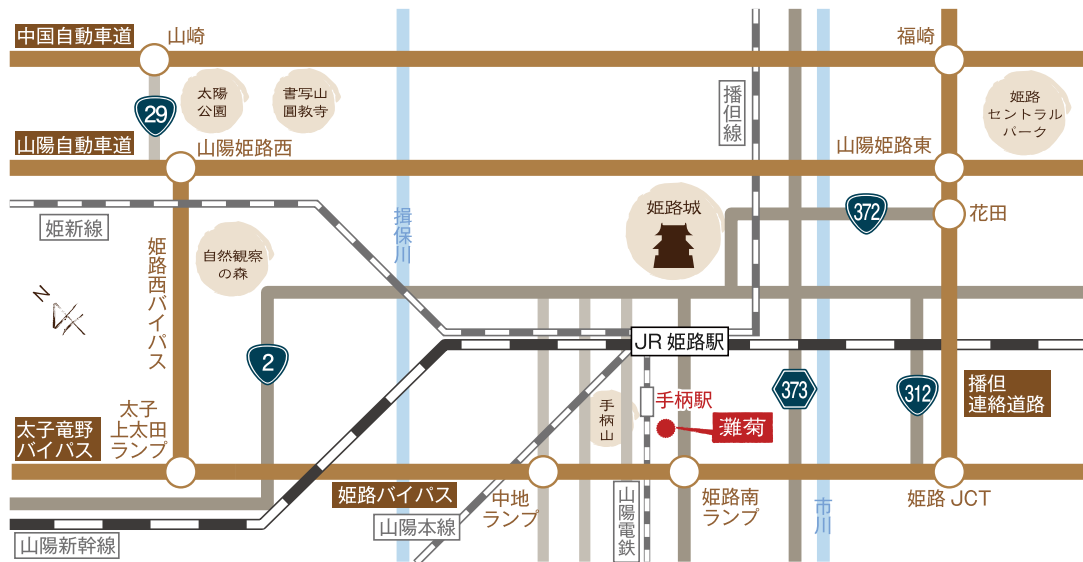 中国自動車道
山崎
福崎
29
太陽
公園
書写山
圓教寺
播但線
姫路
セントラル
パーク
山陽自動車道
山陽姫路西
山陽姫路東
姫新線
揖保川
姫路城
372
花田
姫路西バイパス
自然観察
の森
N
2
JR 姫路駅
373
312
播但
連絡道路
太子竜野
バイパス
太子
上太田
ランプ
手柄山
手柄駅
灘菊
姫路バイパス
中地
ランプ
姫路南
ランプ
姫路 JCT
山陽新幹線
山陽本線
山陽電鉄
市川